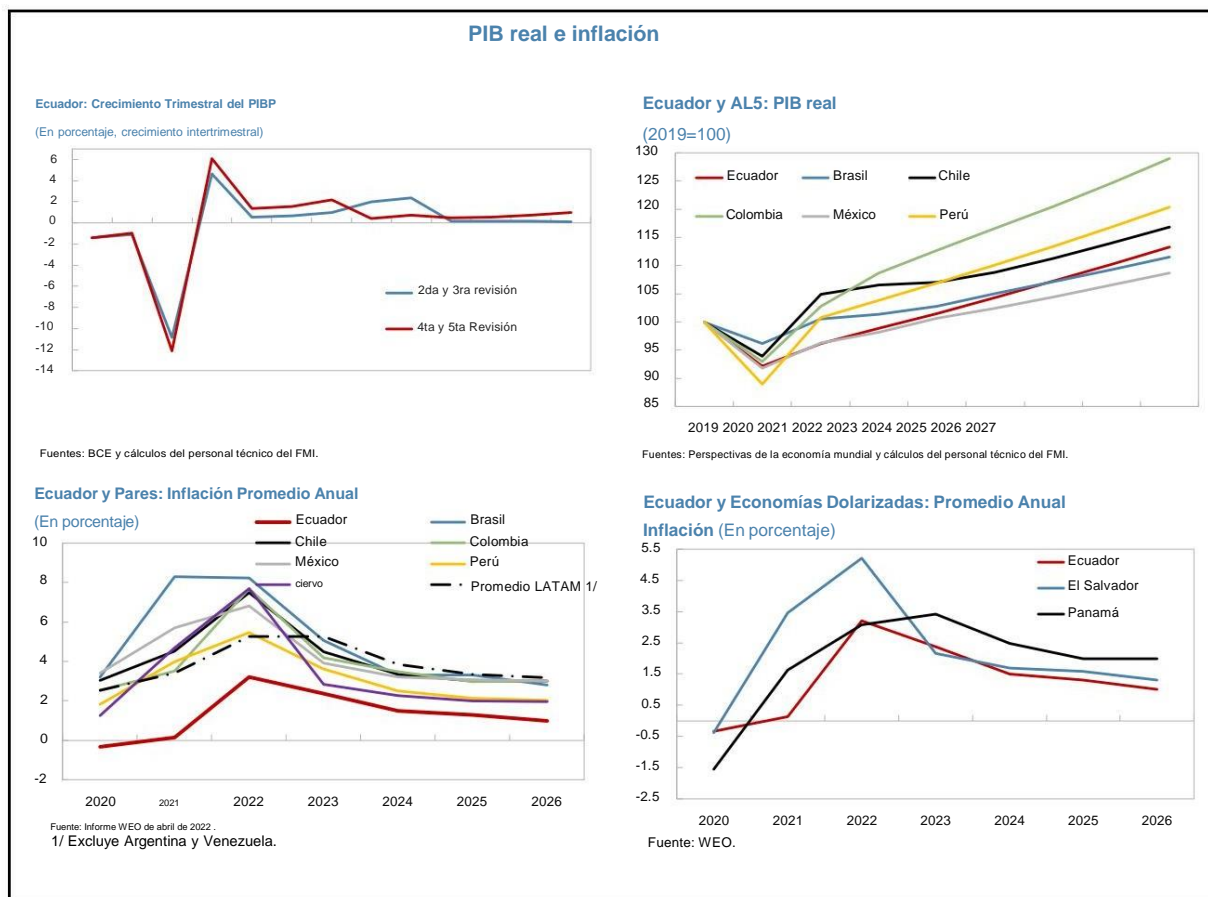 PIB real e inflación
Ecuador: Crecimiento Trimestral del PIBP
(En porcentaje, crecimiento intertrimestral)
6
4
2
0
-2
-4
-6
-8
-10
-12
-14
2da y 3ra revisión
4ta y 5ta Revisión
Fuentes: BCE y cálculos del personal técnico del FMI.
Ecuador y AL5: PIB real
(2019=100)
130
125
120
115
110
105
100
95
90
85
Ecuador Brasil Chile
Colombia México Perú
2019 2020 2021 2022 2023 2024 2025 2026 2027
Fuentes: Perspectivas de la economía mundial y cálculos del personal técnico del FMI.
Ecuador y Pares: Inflación Promedio Anual
(En porcentaje)
Ecuador Brasil
Chile Colombia
México Perú
ciervo Promedio LATAM 1/
10
8
6
4
2
0
-2
2020 2021 2022 2023 2024 2025 2026
Fuente: Informe WEO de abril de 2022 .
1/ Excluye Argentina y Venezuela.
Ecuador y Economías Dolarizadas: Promedio Anual
Inflación (En porcentaje)
5.5
4.5
3.5
2.5
1.5
0.5
-0.5
-1.5
-2.5
Ecuador
El Salvador
Panamá
2020 2021 2022 2023 2024 2025 2026
Fuente: WEO.